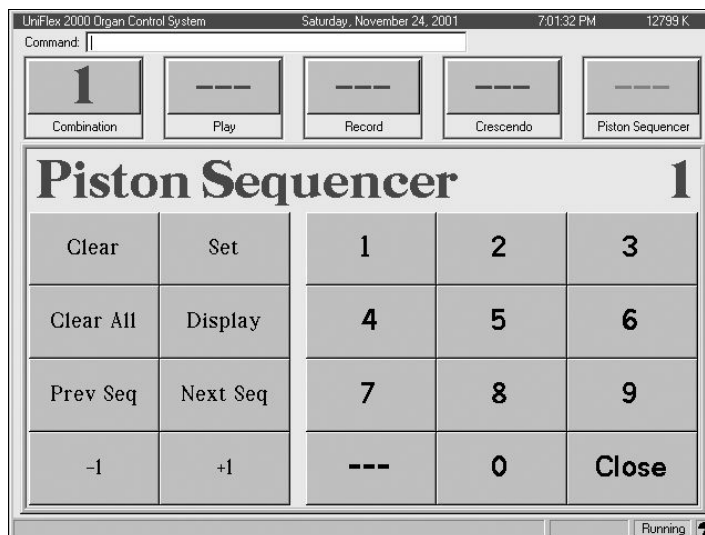 UniFlex 2000 Organ Control System Saturday, November 24, 2001 7:01:32 PM 12799 K
Command:
1 --- --- --- ---
Combination Play Record Crescendo Piston Sequencer
Piston Sequencer 1
Clear Set 1 2 3
Clear All Display 4 5 6
Prev Seq Next Seq 7 8 9
-1 +1 --- 0 Close
Running